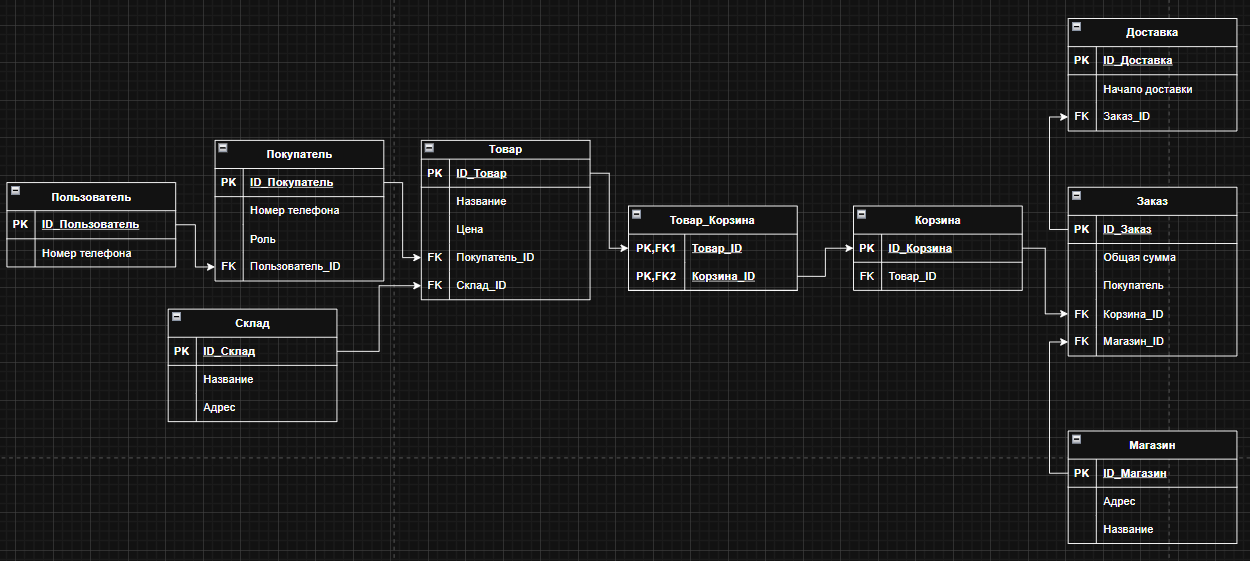 Пользователь
PK ID_Пользователь
Номер телефона
Покупатель
PK ID_Покупатель
Номер телефона
Роль
FK Пользователь_ID
Склад
PK ID_Склад
Название
Адрес
Товар
PK ID_Товар
Название
Цена
FK Покупатель_ID
FK Склад_ID
Товар_Корзина
PK,FK1 Товар_ID
PK,FK2 Корзина_ID
Корзина
PK ID_Корзина
FK Товар_ID
Доставка
PK ID_Доставка
Начало доставки
FK Заказ_ID
Заказ
PK ID_Заказ
Общая сумма
Покупатель
FK Корзина_ID
FK Магазин_ID
Магазин
PK ID_Магазин
Адрес
Название